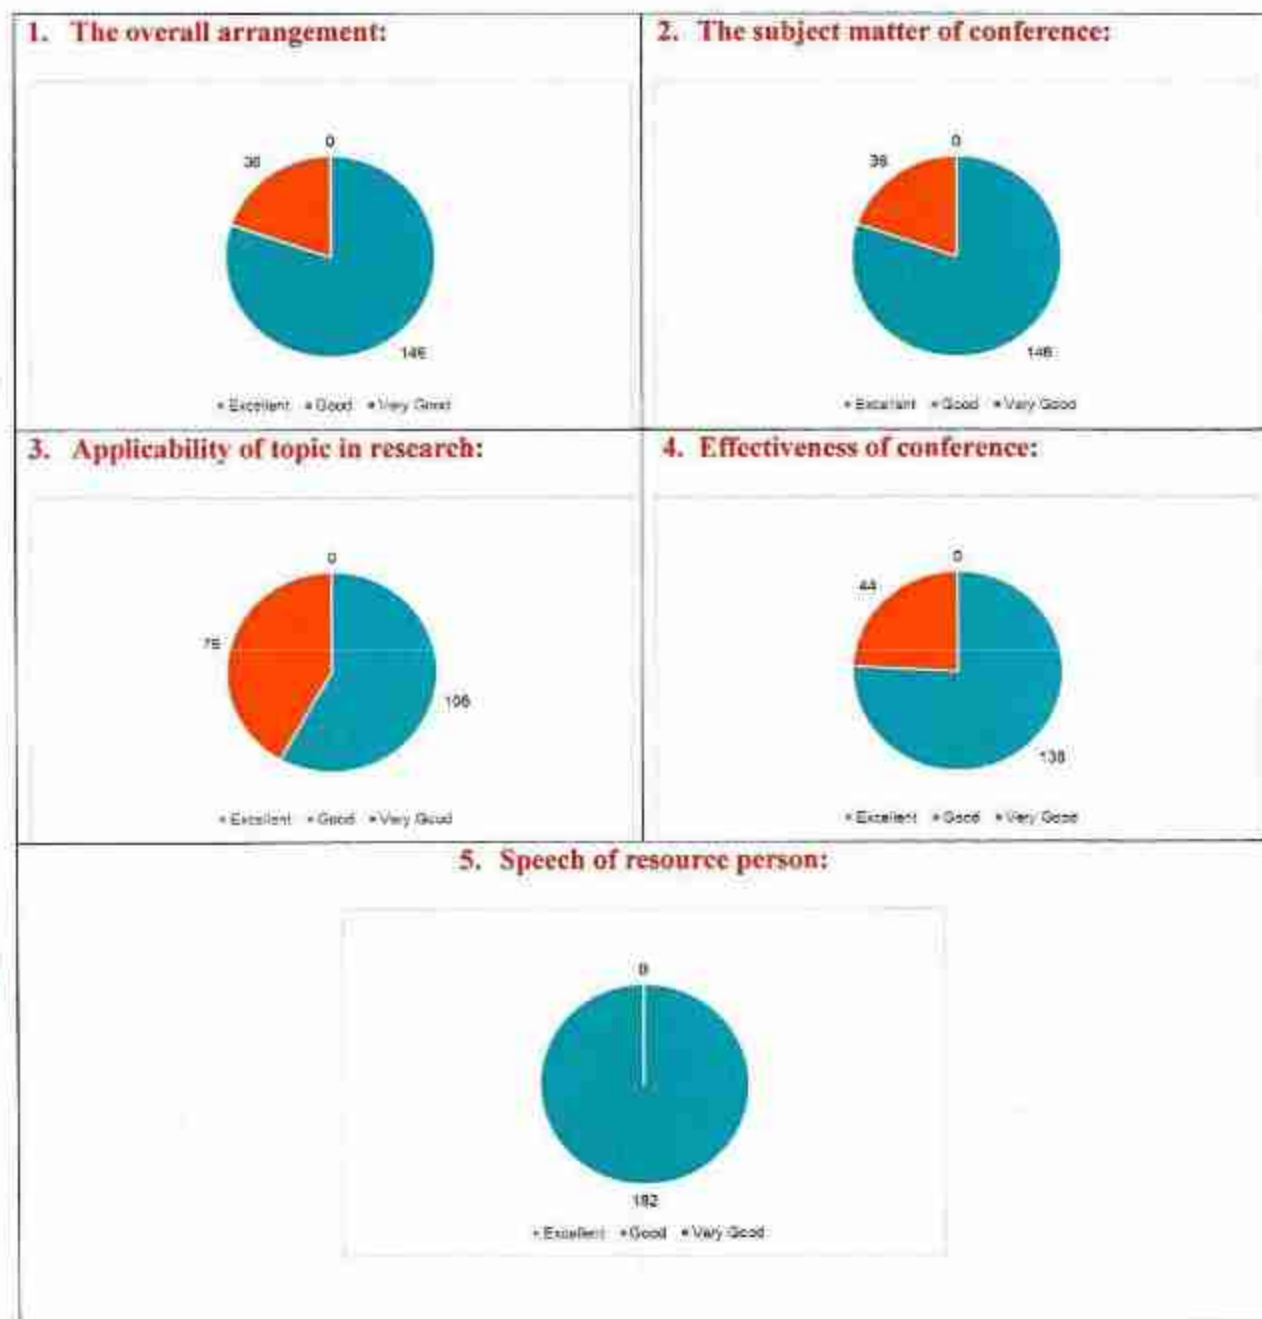 1. The overall arrangement:
0
36
146
• Excellent • Good • Very Good
2. The subject matter of conference:
0
36
146
• Excellent • Good • Very Good
3. Applicability of topic in research:
0
76
106
• Excellent • Good • Very Good
4. Effectiveness of conference:
0
44
138
• Excellent • Good • Very Good
5. Speech of resource person:
0
182
• Excellent • Good • Very Good